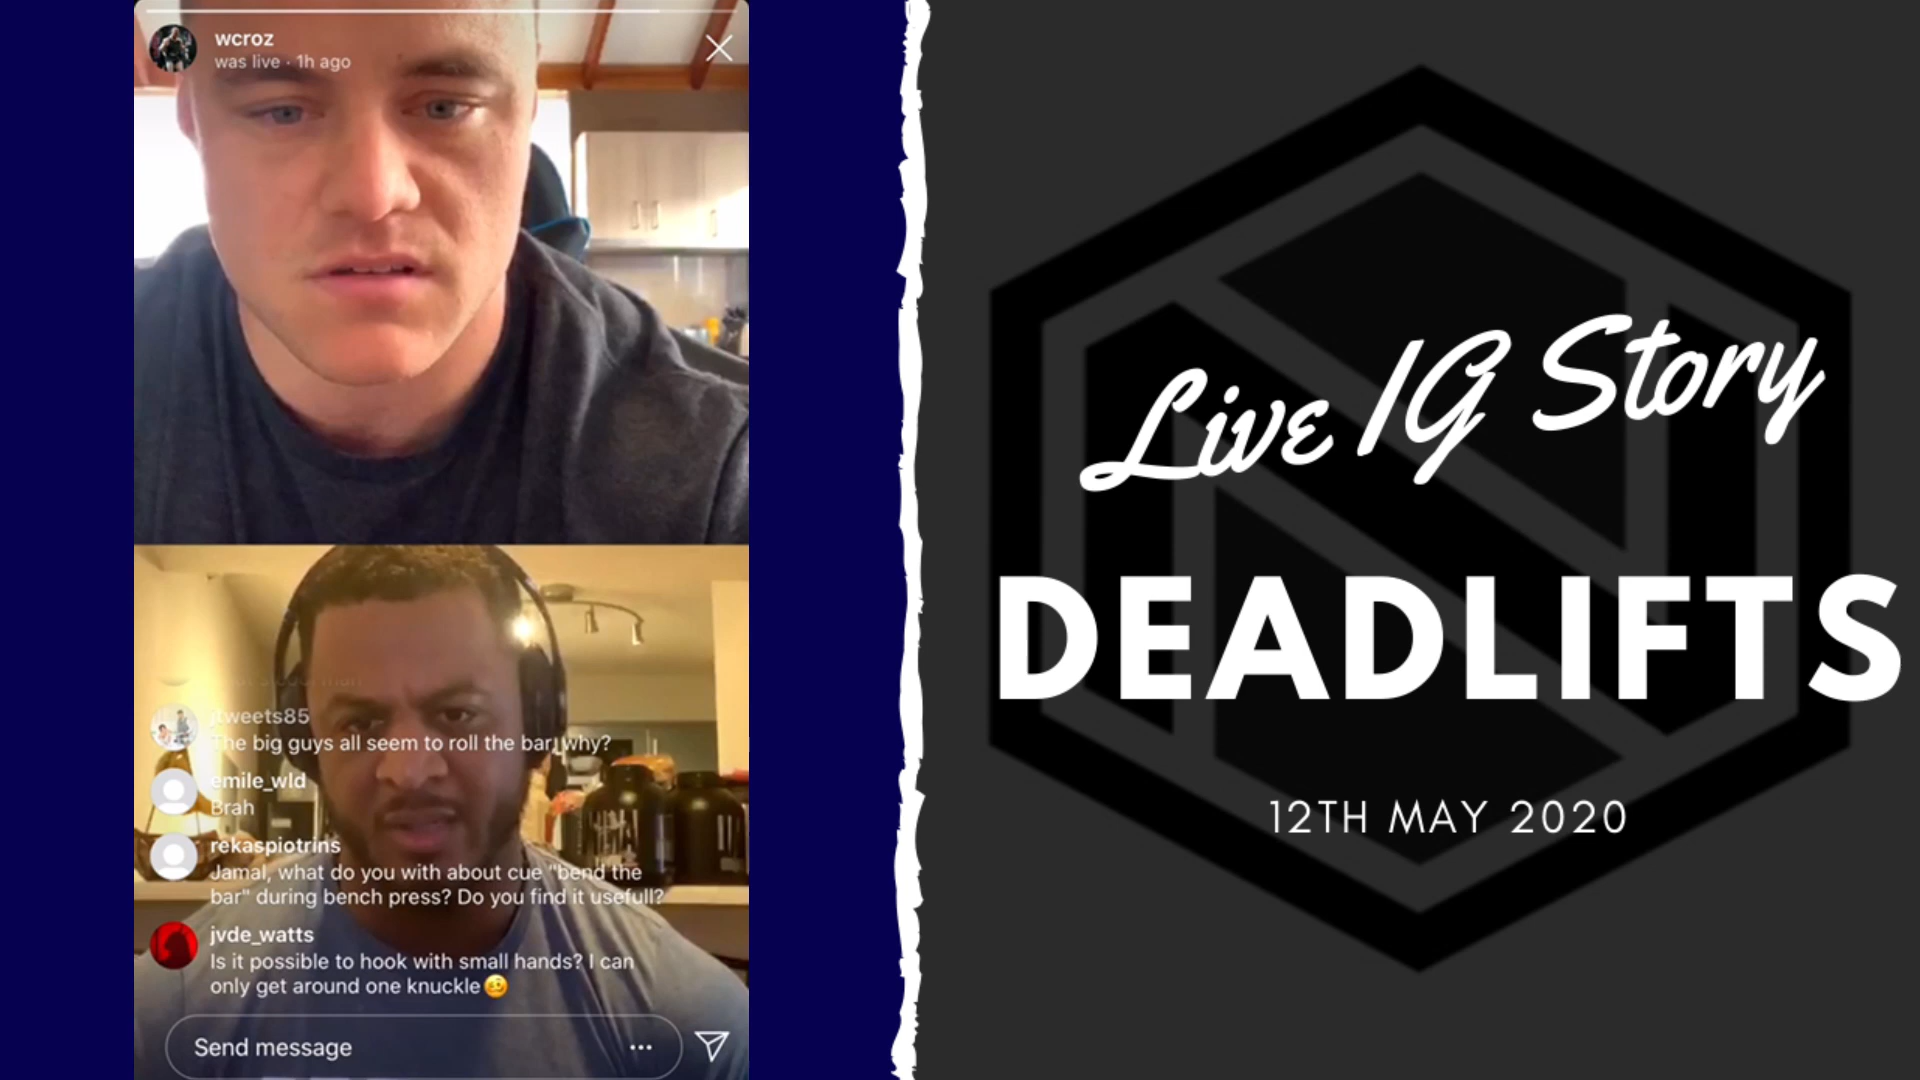 wcroz
was live · 1h ago
jtweets85
The big guys all seem to roll the bar, why?
emile_wld
Brah
rekaspiotrins
Jamal, what do you with about cue "bend the
bar" during bench press? Do you find it usefull?
jvde_watts
Is it possible to hook with small hands? I can
only get around one knuckle🥴
Send message
Live IG Story
DEADLIFTS
12TH MAY 2020